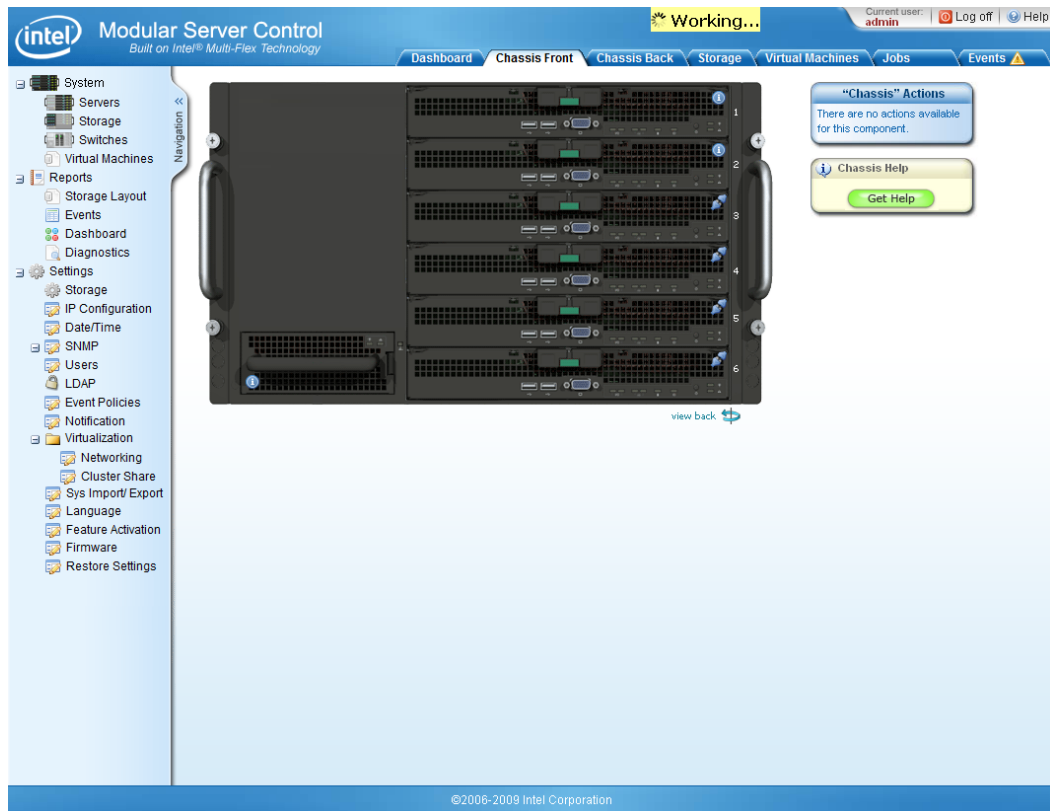 intel Modular Server Control
Built on Intel® Multi-Flex Technology
Working...
Current user:
admin
Log off
Help
Dashboard
Chassis Front
Chassis Back
Storage
Virtual Machines
Jobs
Events
System
Servers
Storage
Switches
Virtual Machines
Reports
Storage Layout
Events
Dashboard
Diagnostics
Settings
Storage
IP Configuration
Date/Time
SNMP
Users
LDAP
Event Policies
Notification
Virtualization
Networking
Cluster Share
Sys Import/ Export
Language
Feature Activation
Firmware
Restore Settings
« Navigation
1
2
3
4
5
6
view back
"Chassis" Actions
There are no actions available
for this component.
Chassis Help
Get Help
©2006-2009 Intel Corporation